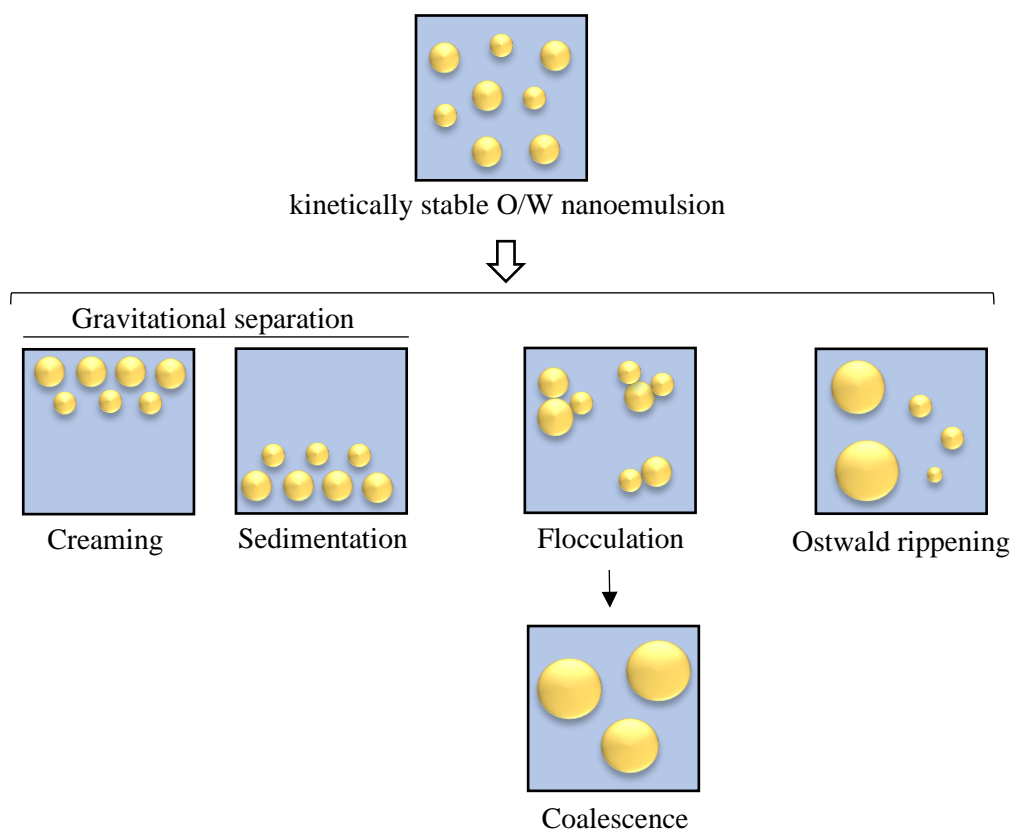 kinetically stable O/W nanoemulsion
Gravitational separation
Creaming
Sedimentation
Flocculation
Ostwald rippening
Coalescence